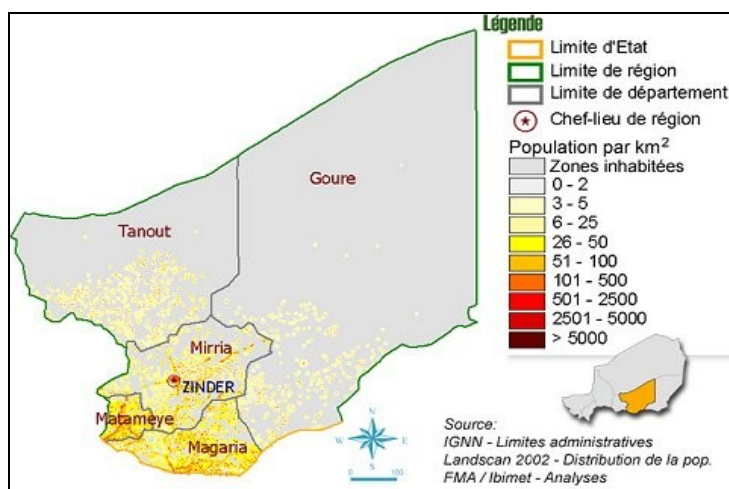 Légende
Limite d'Etat
Limite de région
Limite de département
Chef-lieu de région
Population par km²
Zones inhabitées
0 - 2
3 - 5
6 - 25
26 - 50
51 - 100
101 - 500
501 - 2500
2501 - 5000
> 5000
Goure
Tanout
Mirria
ZINDER
Matameye
Magaria
N
W E
S
0 100
Source:
IGNN - Limites administratives
Landscan 2002 - Distribution de la pop.
FMA / Ibimet - Analyses